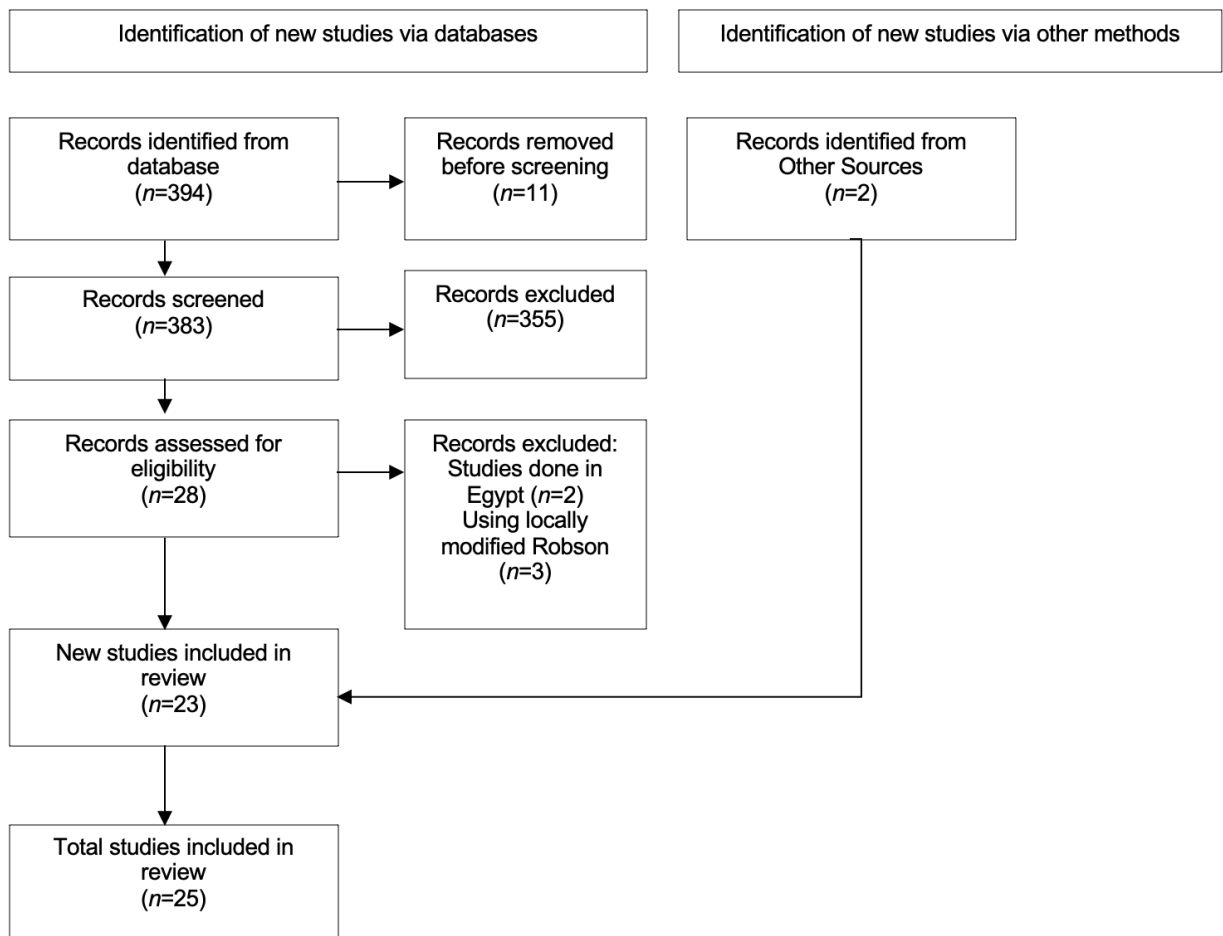 Identification of new studies via databases
Identification of new studies via other methods
Records identified from
database
(n=394)
Records removed
before screening
(n=11)
Records identified from
Other Sources
(n=2)
Records screened
(n=383)
Records excluded
(n=355)
Records assessed for
eligibility
(n=28)
Records excluded:
Studies done in
Egypt (n=2)
Using locally
modified Robson
(n=3)
New studies included in
review
(n=23)
Total studies included in
review
(n=25)